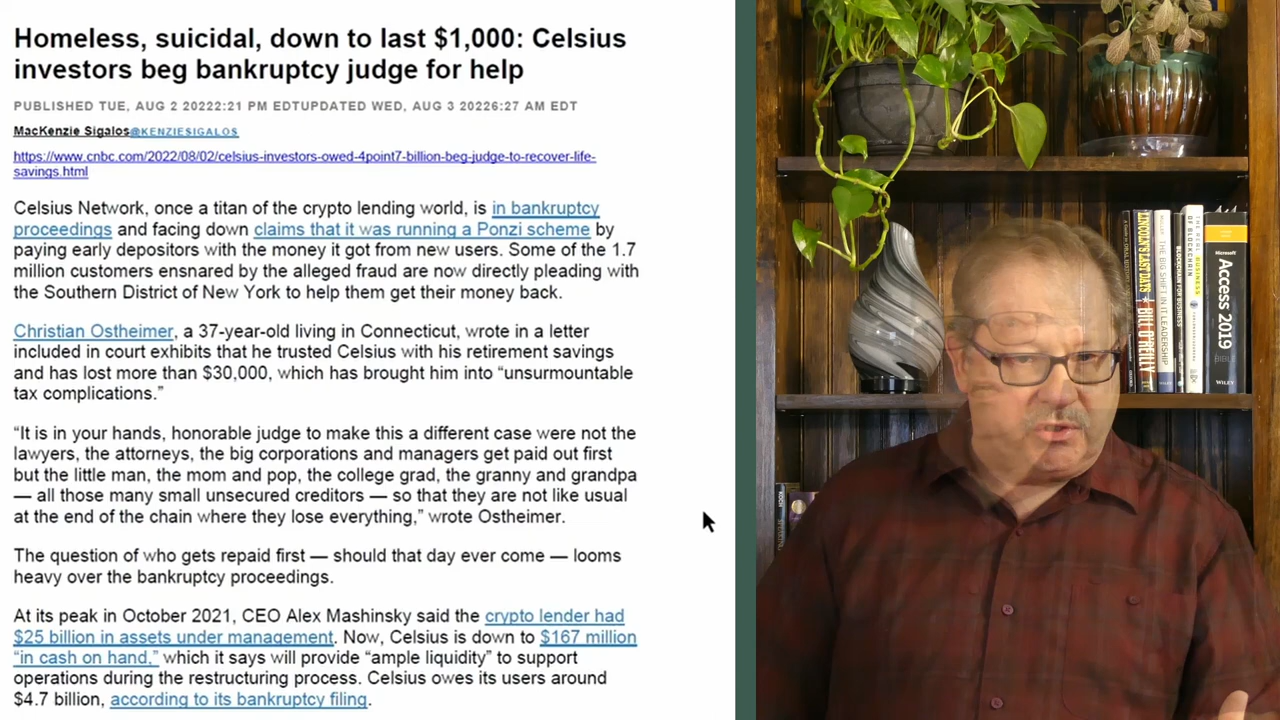 Homeless, suicidal, down to last $1,000: Celsius
investors beg bankruptcy judge for help
PUBLISHED TUE, AUG 2 20222:21 PM EDTUPDATED WED, AUG 3 20226:27 AM EDT
MacKenzie Sigalos@KENZIESIGALOS
https://www.cnbc.com/2022/08/02/celsius-investors-owed-4point7-billion-beg-judge-to-recover-life-
savings.html
Celsius Network, once a titan of the crypto lending world, is in bankruptcy
proceedings and facing down claims that it was running a Ponzi scheme by
paying early depositors with the money it got from new users. Some of the 1.7
million customers ensnared by the alleged fraud are now directly pleading with
the Southern District of New York to help them get their money back.
Christian Ostheimer, a 37-year-old living in Connecticut, wrote in a letter
included in court exhibits that he trusted Celsius with his retirement savings
and has lost more than $30,000, which has brought him into “unsurmountable
tax complications.”
“It is in your hands, honorable judge to make this a different case were not the
lawyers, the attorneys, the big corporations and managers get paid out first
but the little man, the mom and pop, the college grad, the granny and grandpa
— all those many small unsecured creditors — so that they are not like usual
at the end of the chain where they lose everything,” wrote Ostheimer.
The question of who gets repaid first — should that day ever come — looms
heavy over the bankruptcy proceedings.
At its peak in October 2021, CEO Alex Mashinsky said the crypto lender had
$25 billion in assets under management. Now, Celsius is down to $167 million
“in cash on hand,” which it says will provide “ample liquidity” to support
operations during the restructuring process. Celsius owes its users around
$4.7 billion, according to its bankruptcy filing.
LINCOLN'S LAST DAYS
BILL O'REILLY
THE BIG SHIFT IN IT LEADERSHIP
BLOCKCHAIN FOR BUSINESS
THE REAL BUSINESS
OF BLOCKCHAIN
Microsoft
Access 2019
BIBLE
WILEY